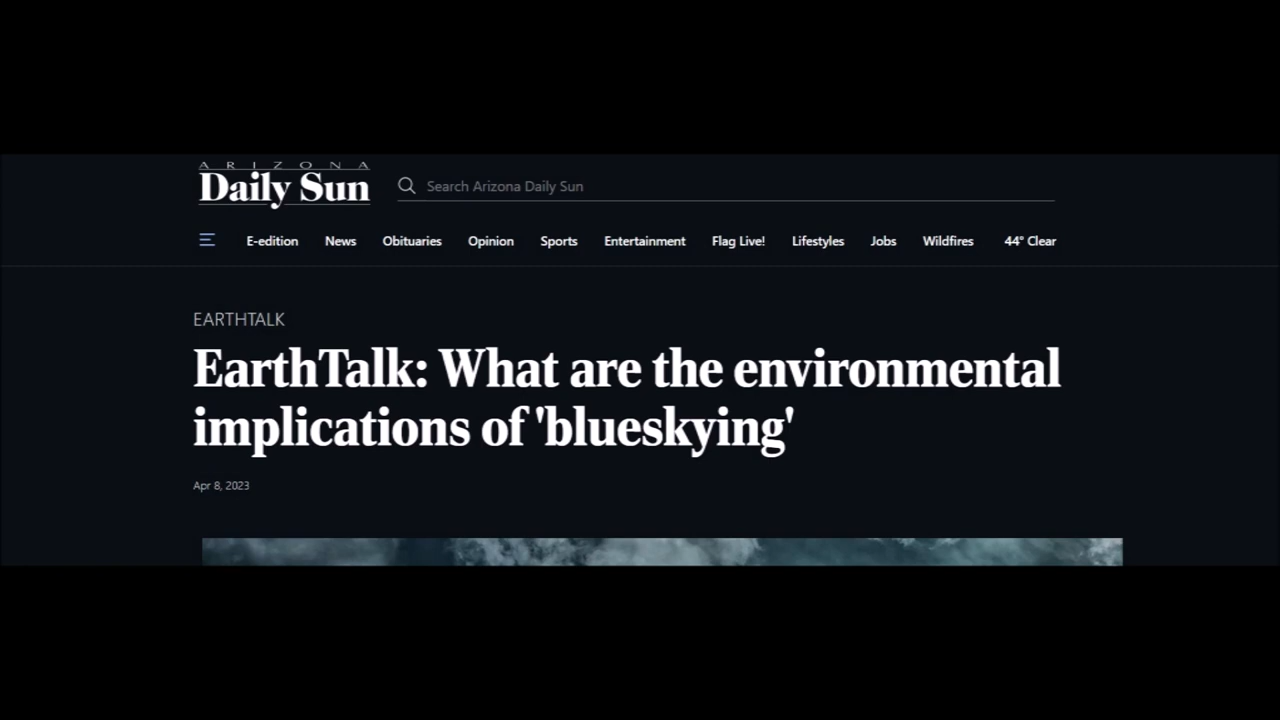 ARIZONA
Daily Sun
Search Arizona Daily Sun
E-edition News Obituaries Opinion Sports Entertainment Flag Live! Lifestyles Jobs Wildfires 44° Clear
EARTHTALK
EarthTalk: What are the environmental
implications of 'blueskying'
Apr 8, 2023